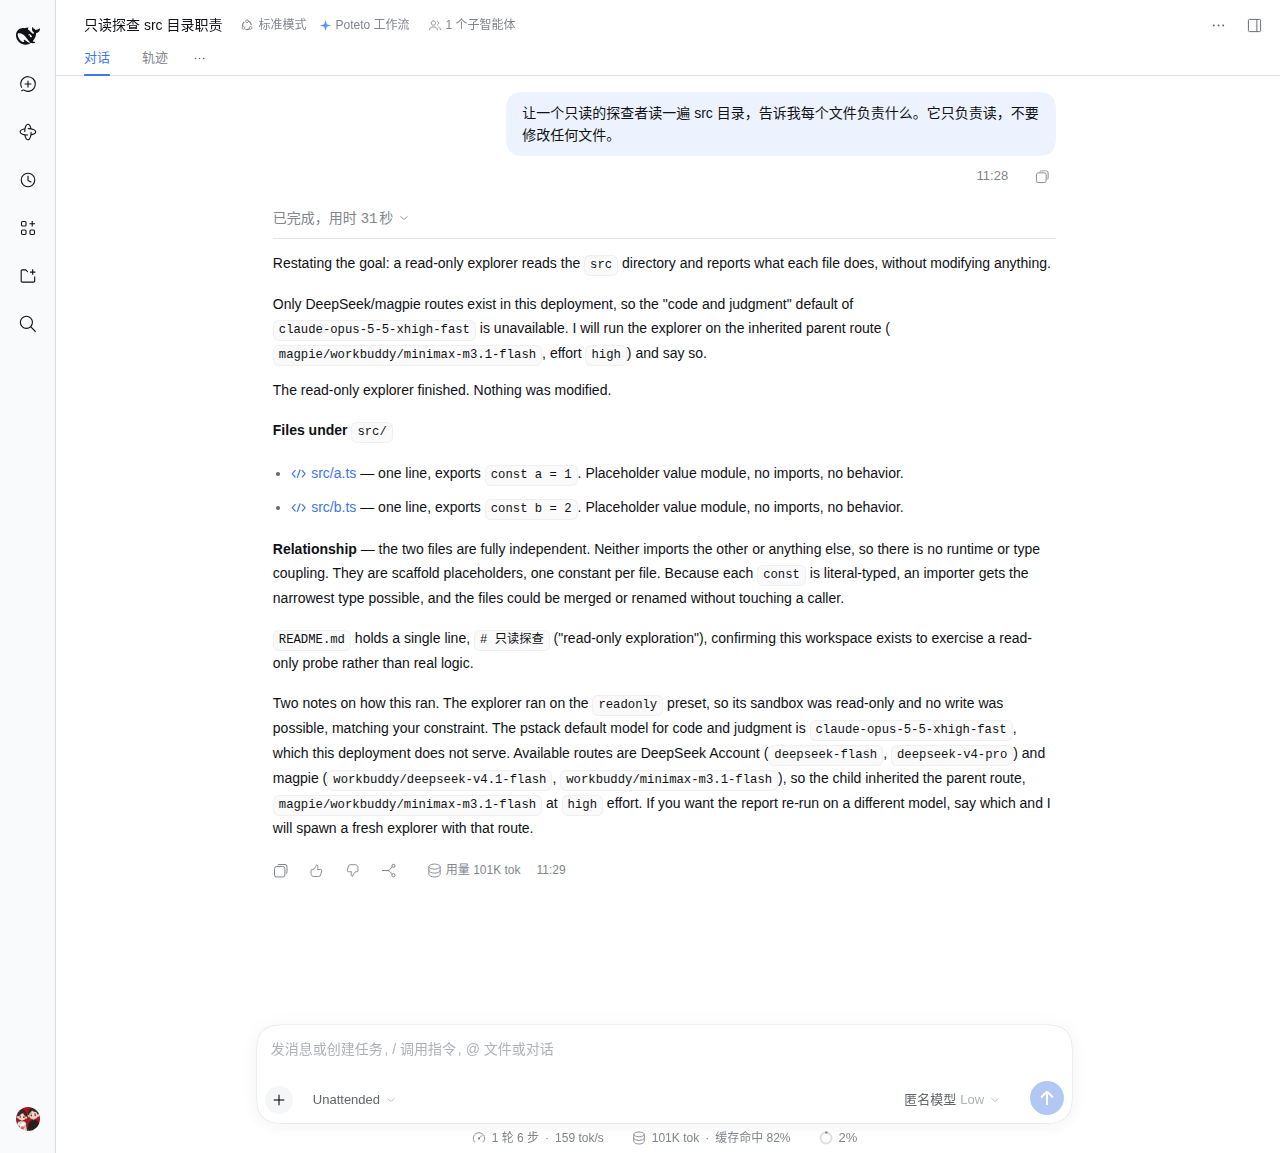 只读探查 src 目录职责 标准模式 Poteto 工作流 1 个子智能体
对话 轨迹
让一个只读的探查者读一遍 src 目录，告诉我每个文件负责什么。它只负责读，不要
修改任何文件。
11:28
已完成，用时 31秒
Restating the goal: a read-only explorer reads the src directory and reports what each file does, without modifying anything.
Only DeepSeek/magpie routes exist in this deployment, so the "code and judgment" default of
claude-opus-5-5-xhigh-fast is unavailable. I will run the explorer on the inherited parent route (
magpie/workbuddy/minimax-m3.1-flash, effort high) and say so.
The read-only explorer finished. Nothing was modified.
Files under src/
• src/a.ts — one line, exports const a = 1. Placeholder value module, no imports, no behavior.
• src/b.ts — one line, exports const b = 2. Placeholder value module, no imports, no behavior.
Relationship — the two files are fully independent. Neither imports the other or anything else, so there is no runtime or type
coupling. They are scaffold placeholders, one constant per file. Because each const is literal-typed, an importer gets the
narrowest type possible, and the files could be merged or renamed without touching a caller.
README.md holds a single line, # 只读探查 ("read-only exploration"), confirming this workspace exists to exercise a read-
only probe rather than real logic.
Two notes on how this ran. The explorer ran on the readonly preset, so its sandbox was read-only and no write was
possible, matching your constraint. The pstack default model for code and judgment is claude-opus-5-5-xhigh-fast,
which this deployment does not serve. Available routes are DeepSeek Account (deepseek-flash, deepseek-v4-pro) and
magpie (workbuddy/deepseek-v4.1-flash, workbuddy/minimax-m3.1-flash), so the child inherited the parent route,
magpie/workbuddy/minimax-m3.1-flash at high effort. If you want the report re-run on a different model, say which and I
will spawn a fresh explorer with that route.
用量 101K tok 11:29
发消息或创建任务, / 调用指令, @ 文件或对话
Unattended 匿名模型 Low
1 轮 6 步 · 159 tok/s 101K tok · 缓存命中 82% 2%